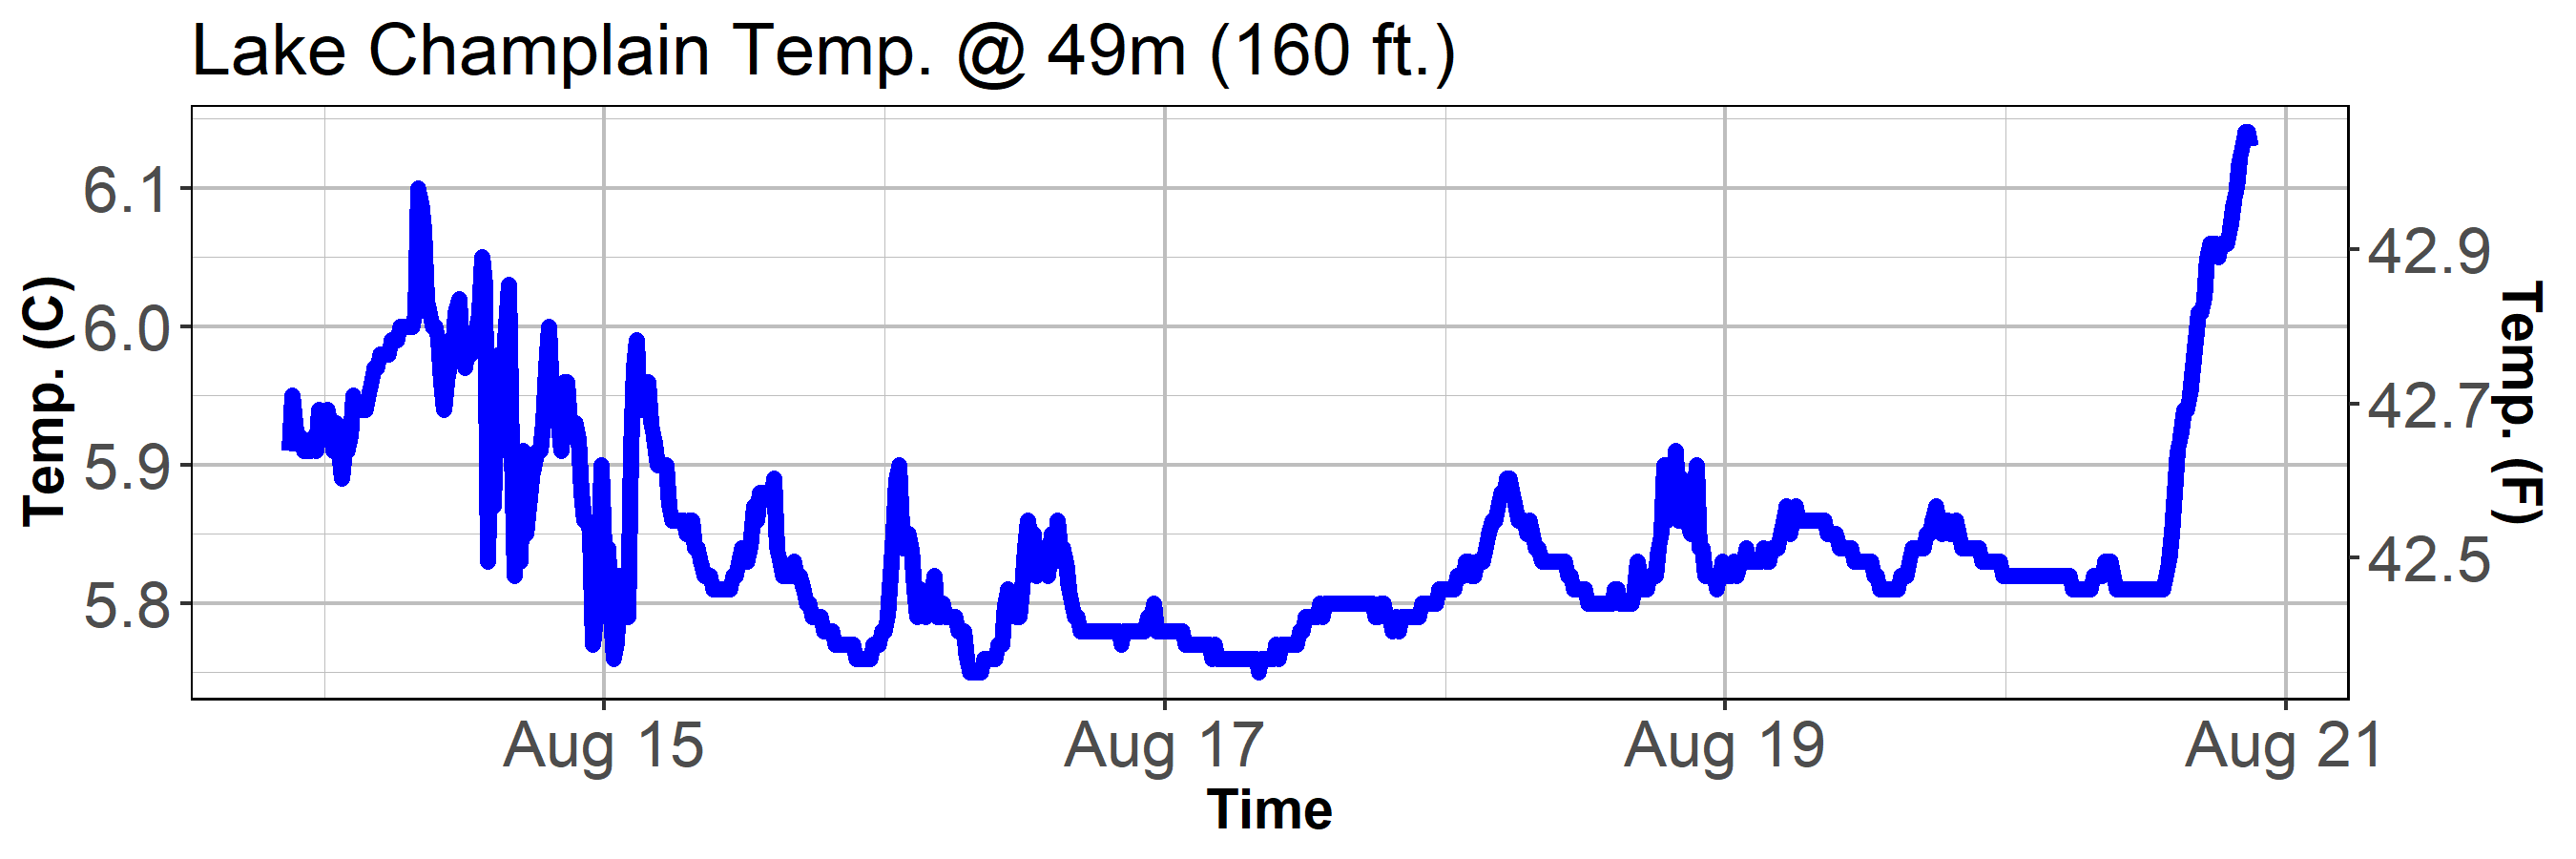 Lake Champlain Temp. @ 49m (160 ft.)
Temp. (C)
6.1
6.0
5.9
5.8
42.9
42.7
42.5
Temp. (F)
Aug 15
Aug 17
Aug 19
Aug 21
Time